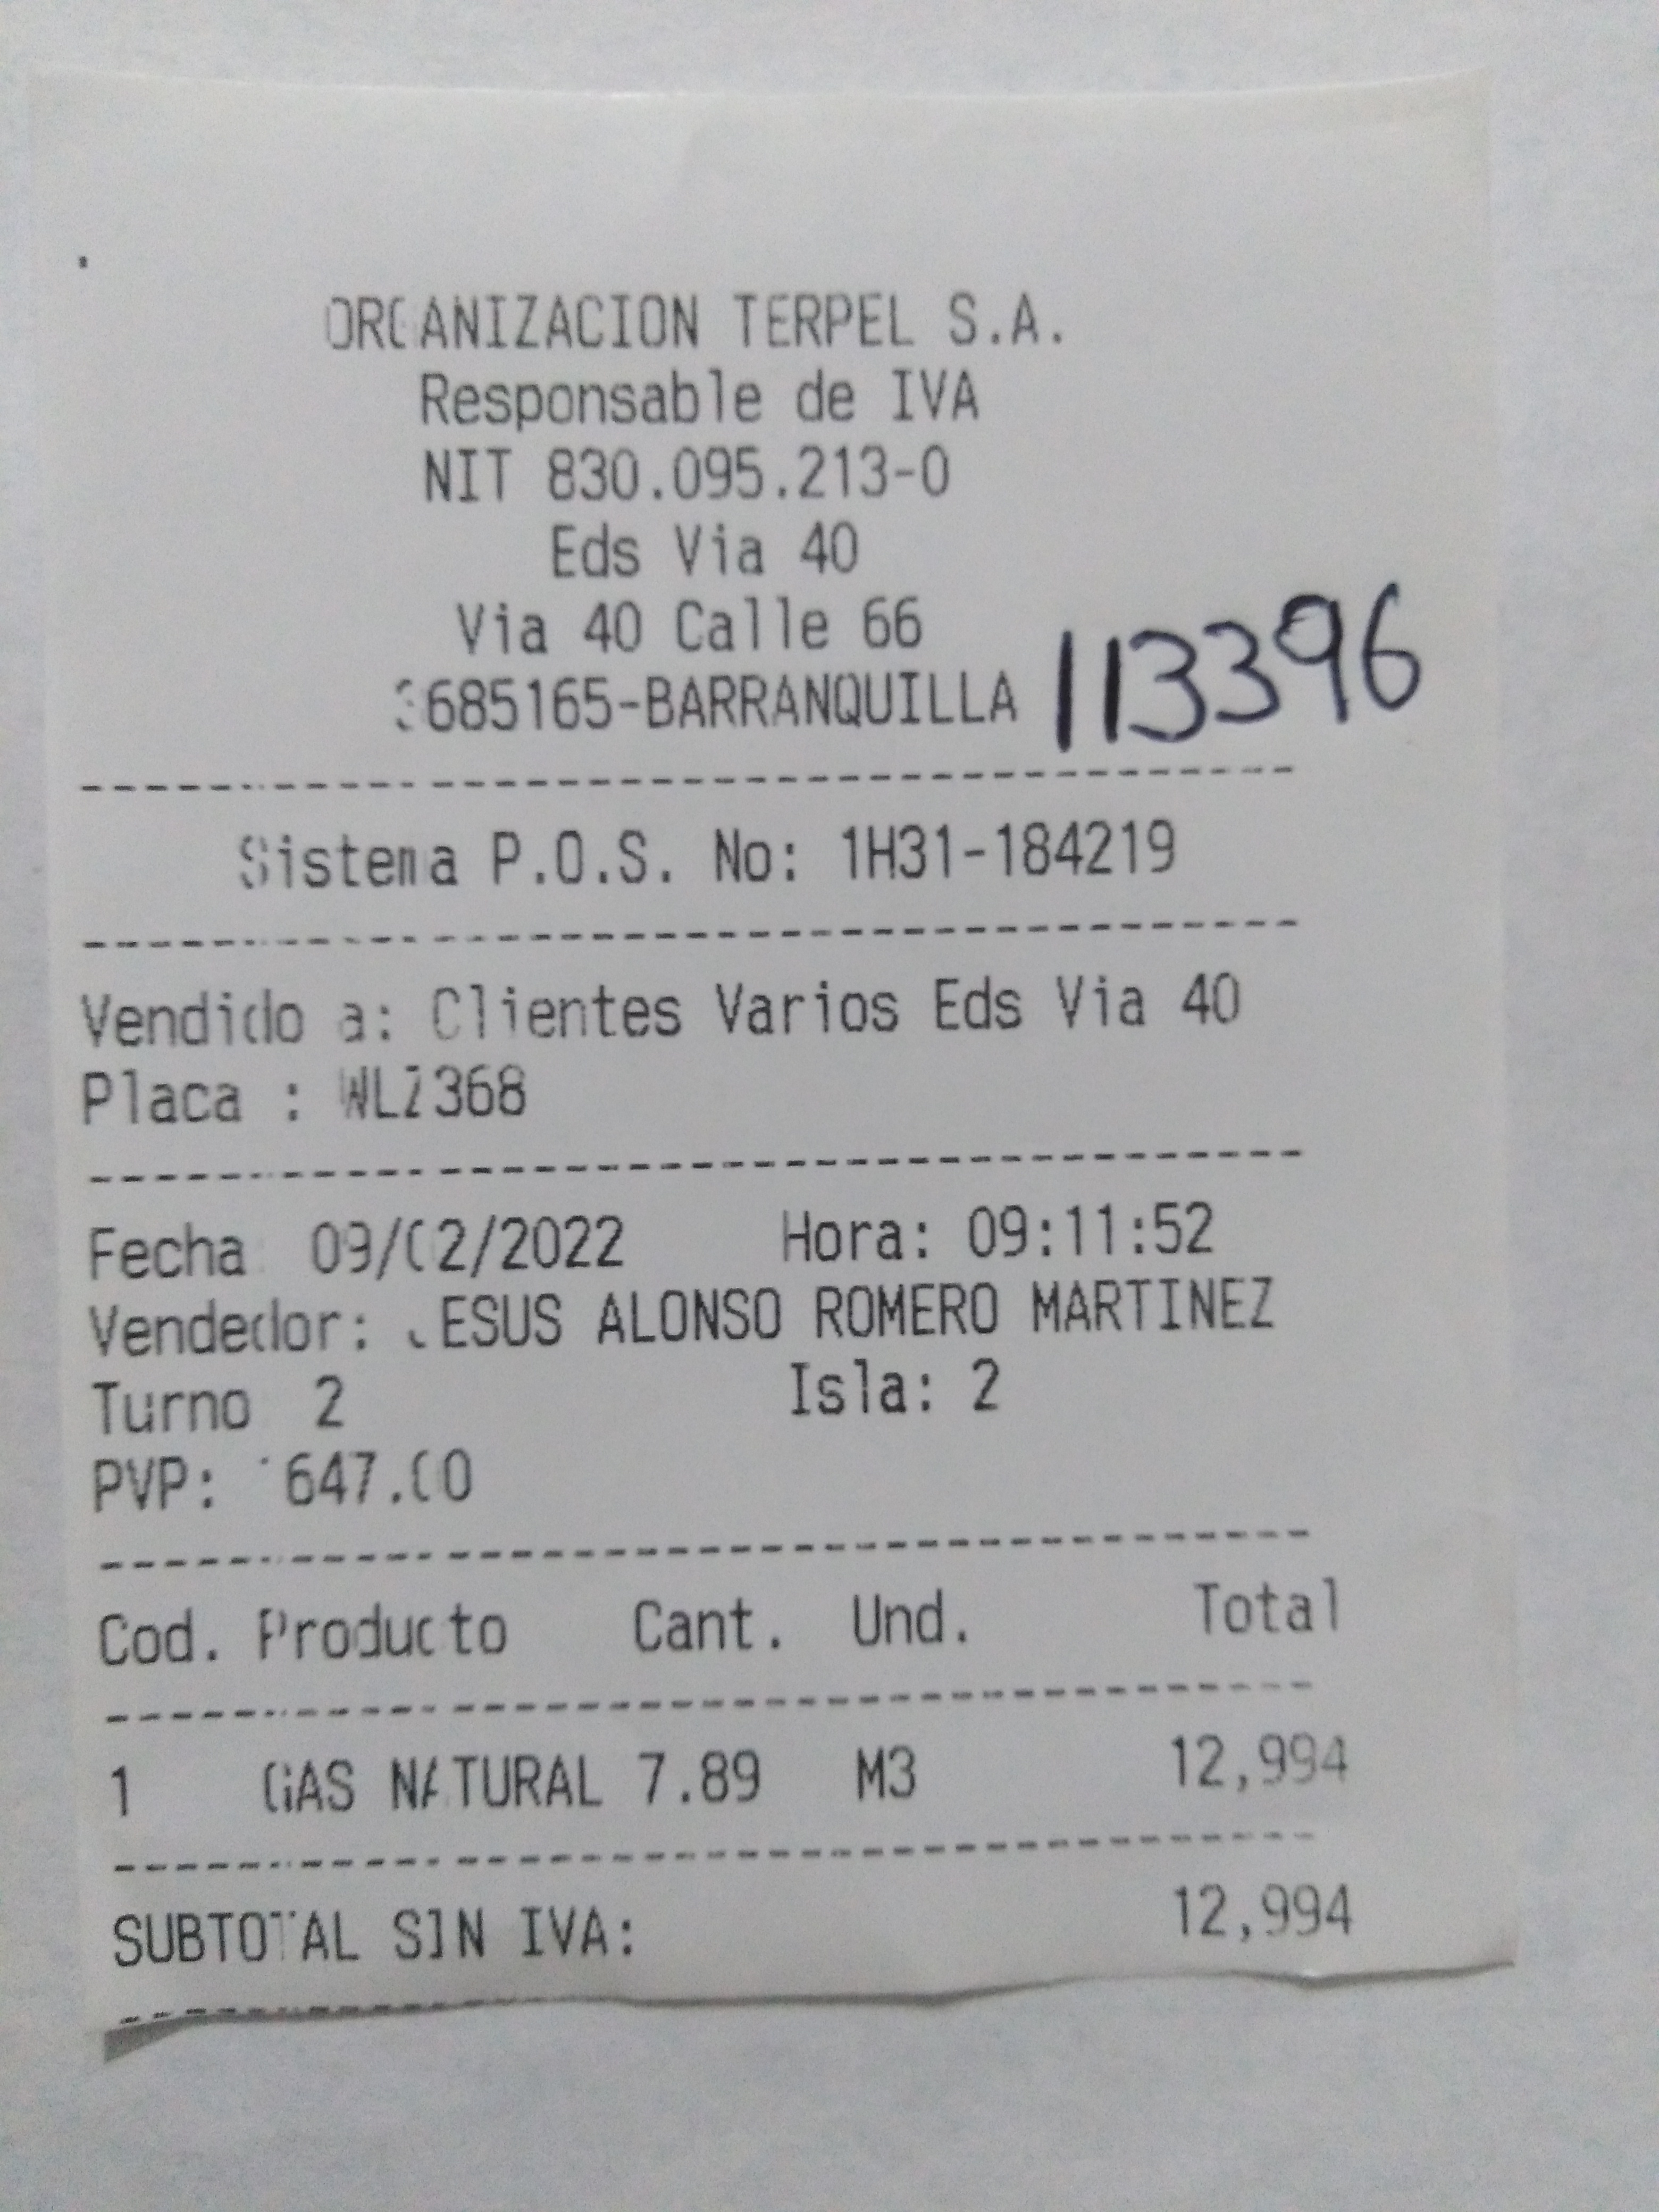 ORGANIZACION TERPEL S.A.
Responsable de IVA
NIT 830.095.213-0
Eds Via 40
Via 40 Calle 66
3685165-BARRANQUILLA 113396
Sistema P.O.S. No: 1H31-184219
Vendido a: Clientes Varios Eds Via 40
Placa : WLZ368
Fecha 09/02/2022 Hora: 09:11:52
Vendedor: JESUS ALONSO ROMERO MARTINEZ
Turno 2 Isla: 2
PVP: 1647.00
Cod. Producto Cant. Und. Total
1 GAS NATURAL 7.89 M3 12,994
SUBTOTAL SIN IVA: 12,994